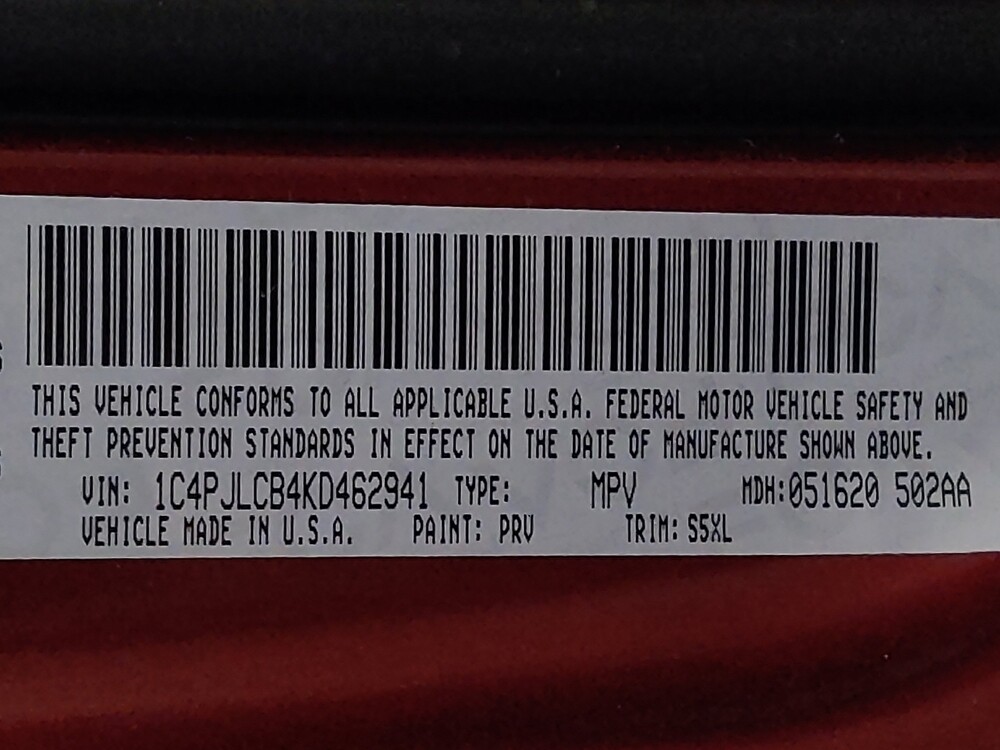 THIS VEHICLE CONFORMS TO ALL APPLICABLE U.S.A. FEDERAL MOTOR VEHICLE SAFETY AND
THEFT PREVENTION STANDARDS IN EFFECT ON THE DATE OF MANUFACTURE SHOWN ABOVE.
VIN: 1C4PJLCB4KD462941 TYPE: MPV MDH:051620 502AA
VEHICLE MADE IN U.S.A. PAINT: PRV TRIM: S5XL